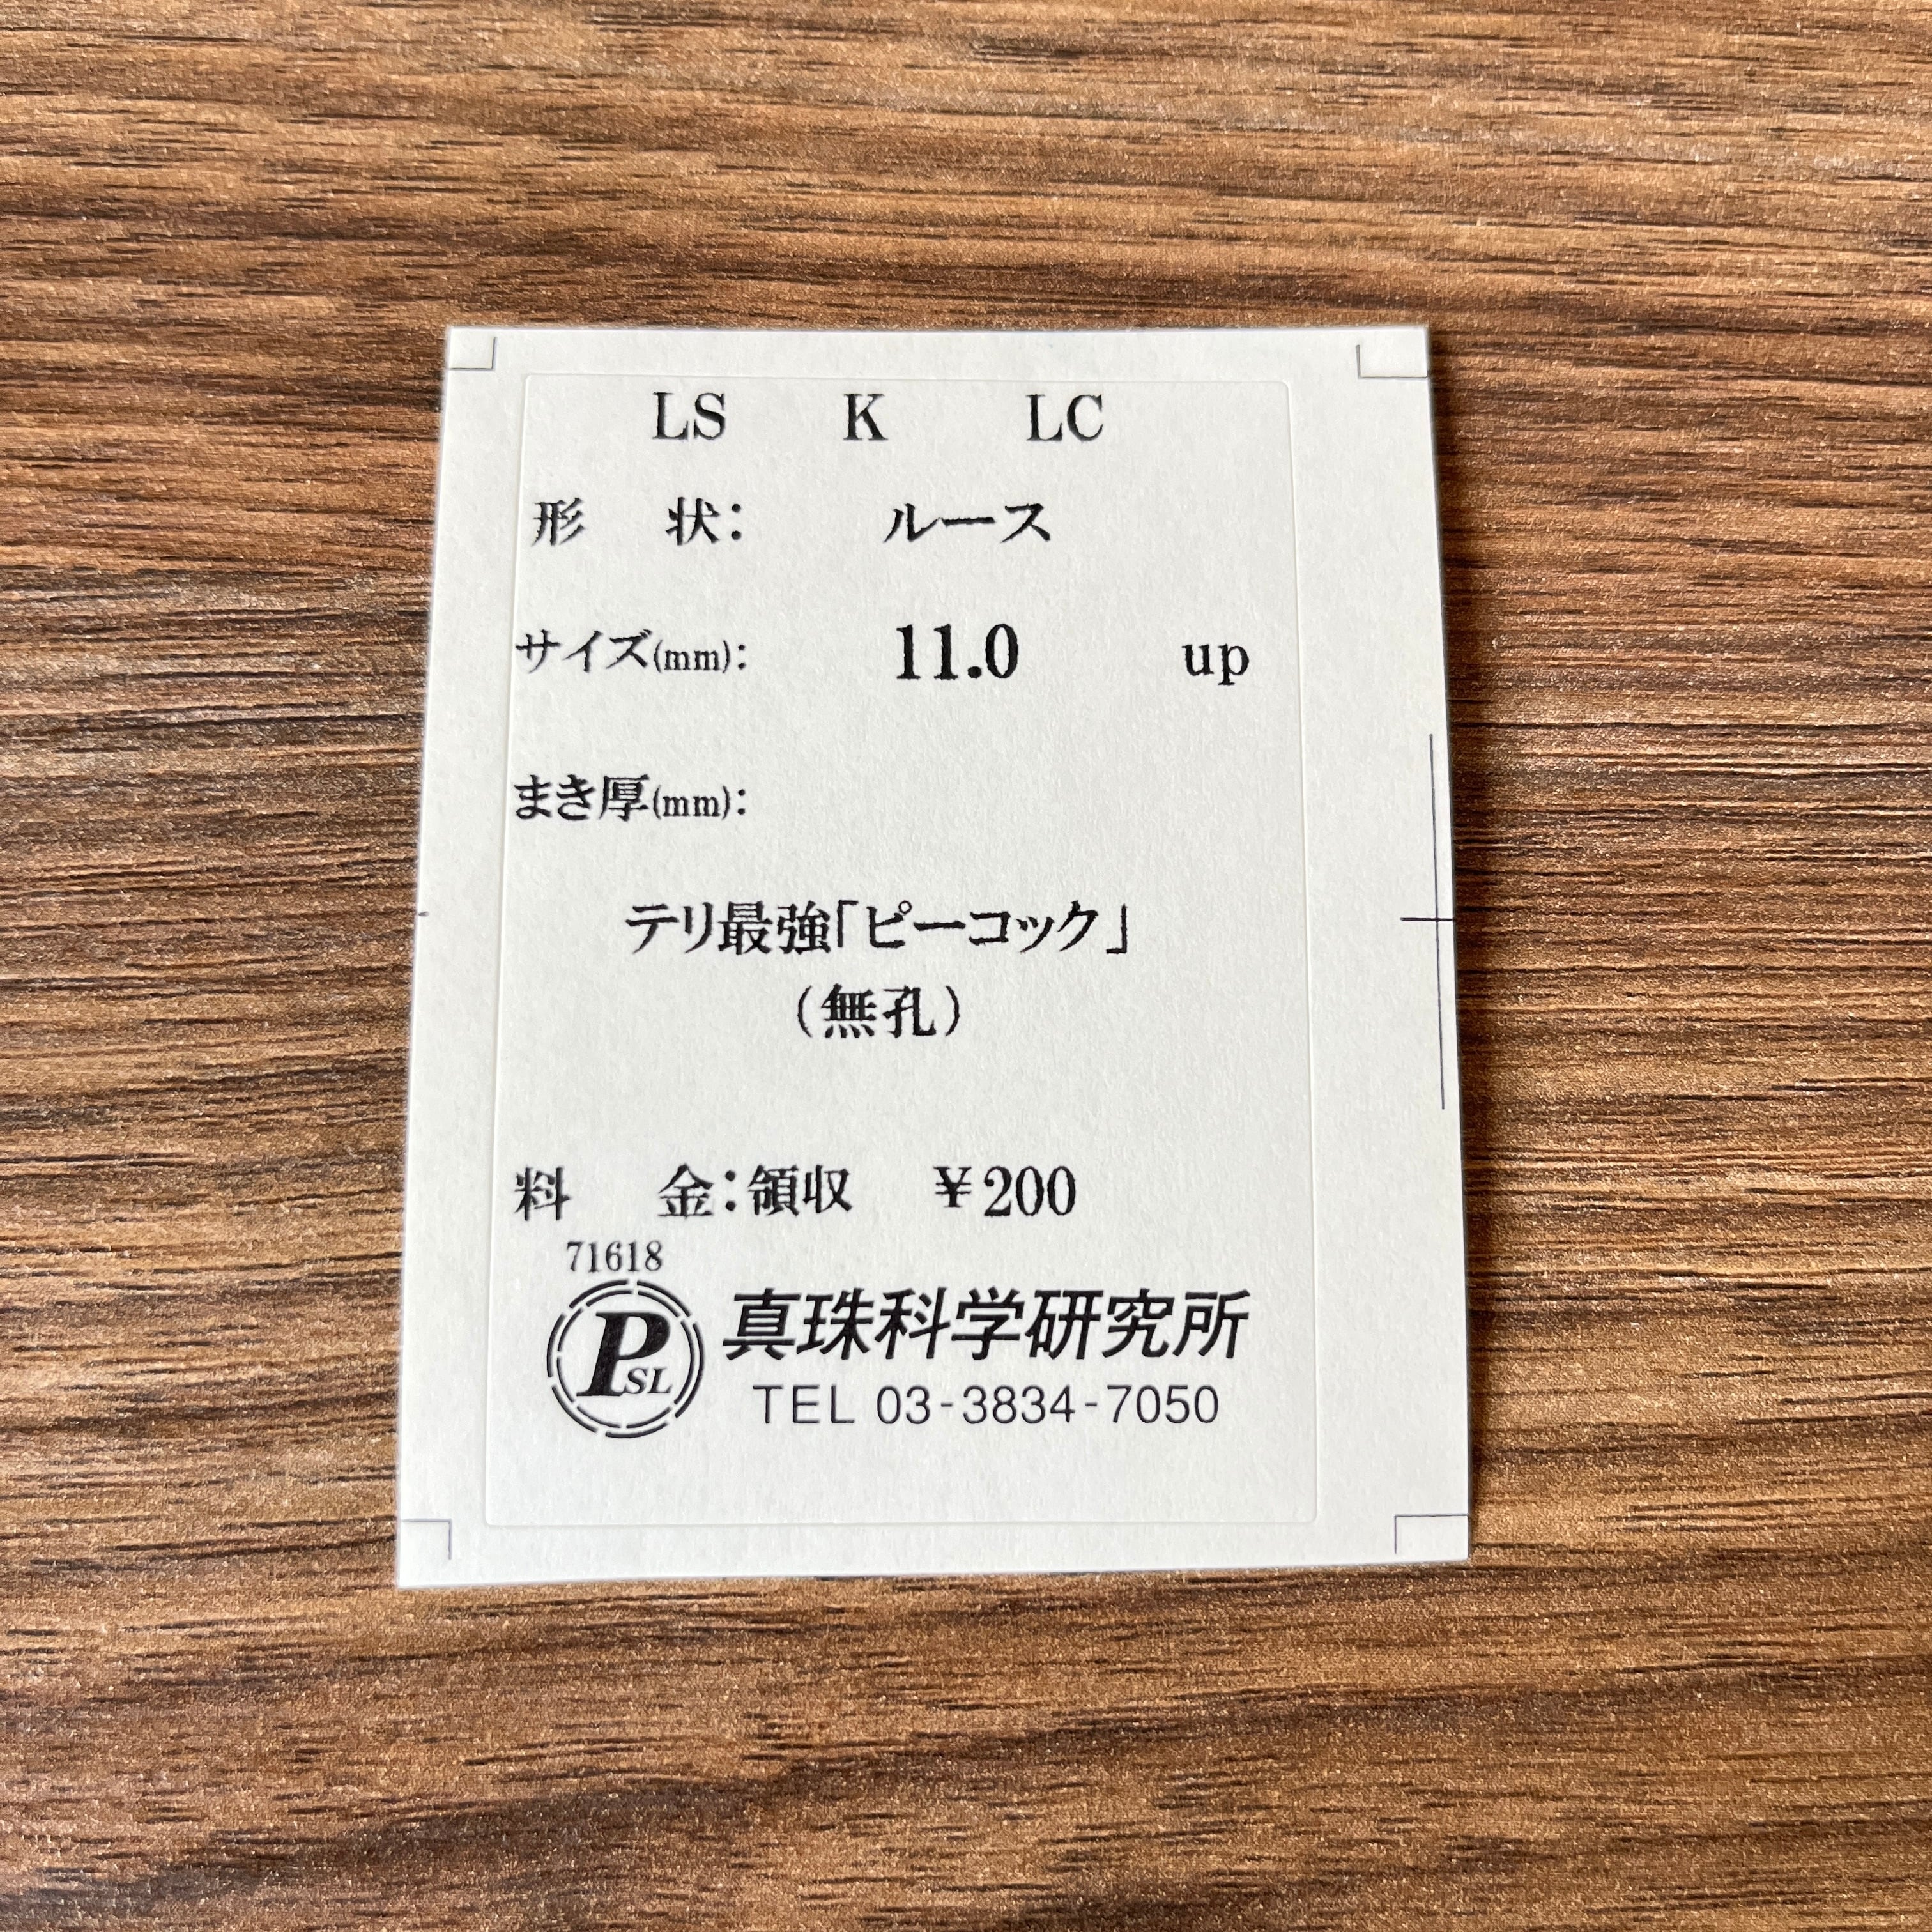 LS K LC
形 状: ルース
サイズ(mm): 11.0 up
まき厚(mm):
テリ最強「ピーコック」
(無孔)
料 金:領収 ¥200
71618
PSL 真珠科学研究所
TEL 03-3834-7050